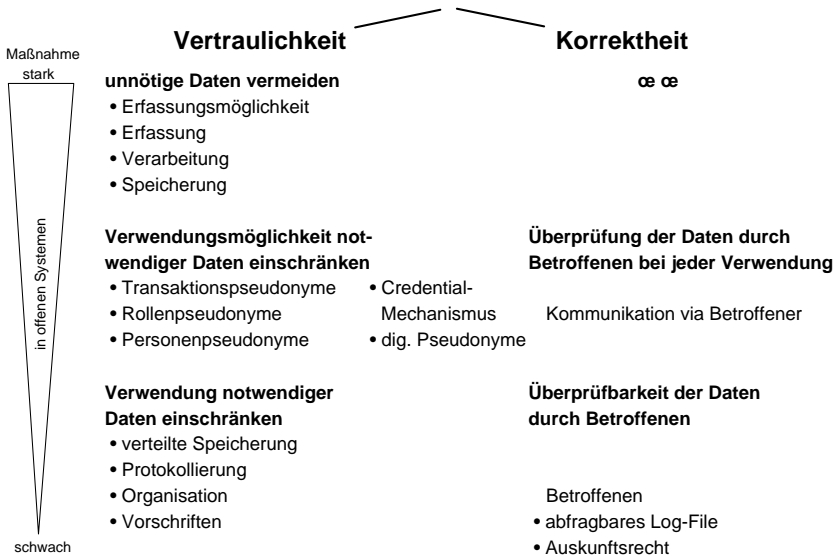 Vertraulichkeit
Korrektheit
Maßnahme
stark
in offenen Systemen
schwach
unnötige Daten vermeiden
• Erfassungsmöglichkeit
• Erfassung
• Verarbeitung
• Speicherung
œ œ
Verwendungsmöglichkeit not-
wendiger Daten einschränken
• Transaktionspseudonyme
• Rollenpseudonyme
• Personenpseudonyme
• Credential-
Mechanismus
• dig. Pseudonyme
Überprüfung der Daten durch
Betroffenen bei jeder Verwendung
Kommunikation via Betroffener
Verwendung notwendiger
Daten einschränken
• verteilte Speicherung
• Protokollierung
• Organisation
• Vorschriften
Überprüfbarkeit der Daten
durch Betroffenen
Betroffenen
• abfragbares Log-File
• Auskunftsrecht